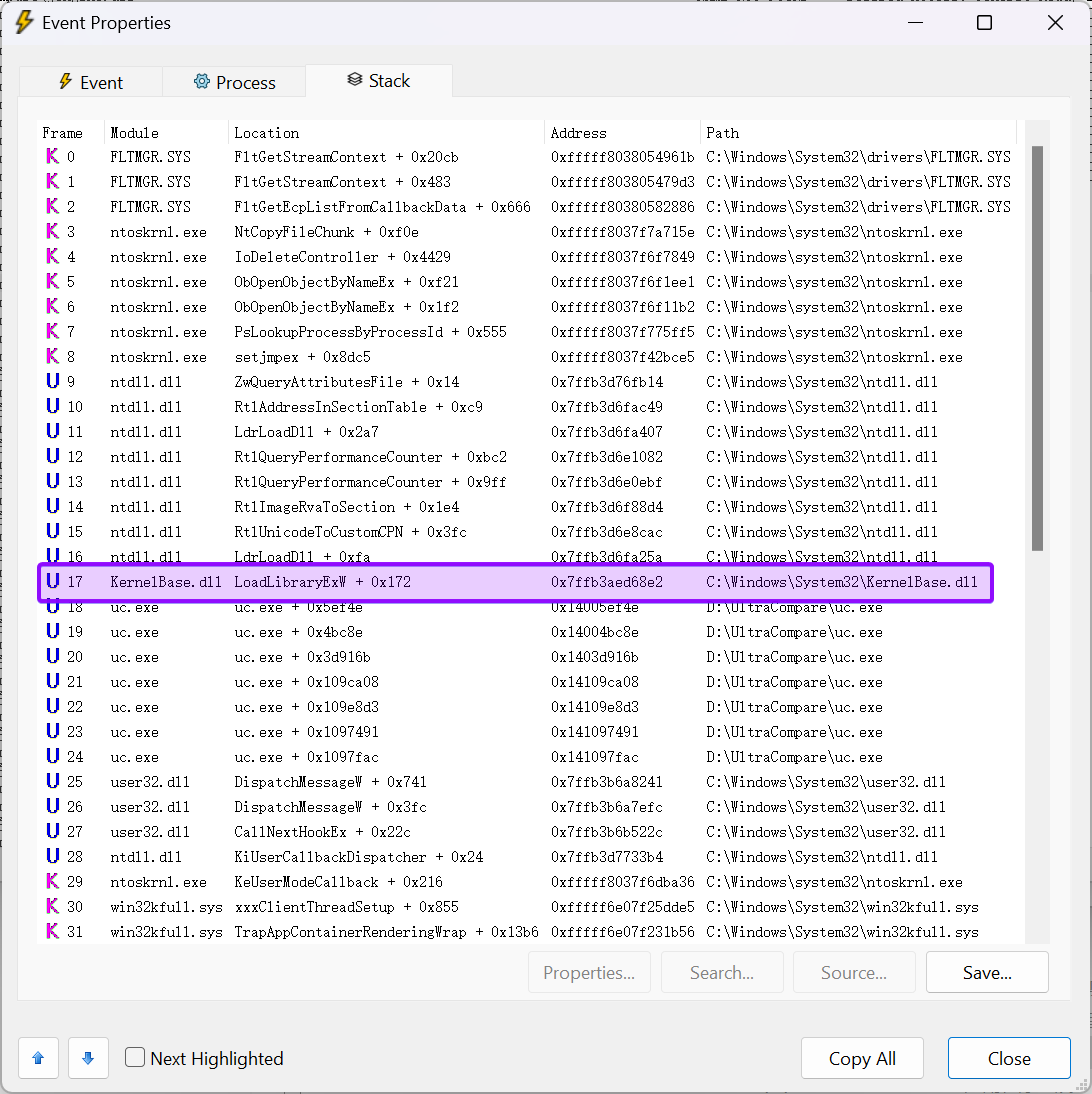 Event Properties
Event Process Stack
Frame Module Location Address Path
K 0 FLTMGR.SYS FltGetStreamContext + 0x20cb 0xfffff8038054961b C:\Windows\System32\drivers\FLTMGR.SYS
K 1 FLTMGR.SYS FltGetStreamContext + 0x483 0xfffff803805479d3 C:\Windows\System32\drivers\FLTMGR.SYS
K 2 FLTMGR.SYS FltGetEcpListFromCallbackData + 0x666 0xfffff80380582886 C:\Windows\System32\drivers\FLTMGR.SYS
K 3 ntoskrnl.exe NtCopyFileChunk + 0xf0e 0xfffff8037f7a715e C:\Windows\System32\ntoskrnl.exe
K 4 ntoskrnl.exe IoDeleteController + 0x4429 0xfffff8037f6f7849 C:\Windows\System32\ntoskrnl.exe
K 5 ntoskrnl.exe ObOpenObjectByNameEx + 0xf21 0xfffff8037f6f1ee1 C:\Windows\System32\ntoskrnl.exe
K 6 ntoskrnl.exe ObOpenObjectByNameEx + 0x1f2 0xfffff8037f6f11b2 C:\Windows\System32\ntoskrnl.exe
K 7 ntoskrnl.exe PsLookupProcessByProcessId + 0x555 0xfffff8037f775ff5 C:\Windows\System32\ntoskrnl.exe
K 8 ntoskrnl.exe setjmpex + 0x8dc5 0xfffff8037f42bce5 C:\Windows\System32\ntoskrnl.exe
U 9 ntdll.dll ZwQueryAttributesFile + 0x14 0x7ffb3d76fb14 C:\Windows\System32\ntdll.dll
U 10 ntdll.dll RtlAddressInSectionTable + 0xc9 0x7ffb3d6fac49 C:\Windows\System32\ntdll.dll
U 11 ntdll.dll LdrLoadDll + 0x2a7 0x7ffb3d6fa407 C:\Windows\System32\ntdll.dll
U 12 ntdll.dll RtlQueryPerformanceCounter + 0xbc2 0x7ffb3d6e1082 C:\Windows\System32\ntdll.dll
U 13 ntdll.dll RtlQueryPerformanceCounter + 0x9ff 0x7ffb3d6e0ebf C:\Windows\System32\ntdll.dll
U 14 ntdll.dll RtlImageRvaToSection + 0x1e4 0x7ffb3d6f88d4 C:\Windows\System32\ntdll.dll
U 15 ntdll.dll RtlUnicodeToCustomCPN + 0x3fc 0x7ffb3d6e8cac C:\Windows\System32\ntdll.dll
U 16 ntdll.dll LdrLoadDll + 0xfa 0x7ffb3d6fa25a C:\Windows\System32\ntdll.dll
U 17 KernelBase.dll LoadLibraryExW + 0x172 0x7ffb3aed68e2 C:\Windows\System32\KernelBase.dll
U 18 uc.exe uc.exe + 0x5ef4e 0x14005ef4e D:\UltraCompare\uc.exe
U 19 uc.exe uc.exe + 0x4bc8e 0x14004bc8e D:\UltraCompare\uc.exe
U 20 uc.exe uc.exe + 0x3d916b 0x1403d916b D:\UltraCompare\uc.exe
U 21 uc.exe uc.exe + 0x109ca08 0x14109ca08 D:\UltraCompare\uc.exe
U 22 uc.exe uc.exe + 0x109e8d3 0x14109e8d3 D:\UltraCompare\uc.exe
U 23 uc.exe uc.exe + 0x1097491 0x141097491 D:\UltraCompare\uc.exe
U 24 uc.exe uc.exe + 0x1097fac 0x141097fac D:\UltraCompare\uc.exe
U 25 user32.dll DispatchMessageW + 0x741 0x7ffb3b6a8241 C:\Windows\System32\user32.dll
U 26 user32.dll DispatchMessageW + 0x3fc 0x7ffb3b6a7efc C:\Windows\System32\user32.dll
U 27 user32.dll CallNextHookEx + 0x22c 0x7ffb3b6b522c C:\Windows\System32\user32.dll
U 28 ntdll.dll KiUserCallbackDispatcher + 0x24 0x7ffb3d7733b4 C:\Windows\System32\ntdll.dll
K 29 ntoskrnl.exe KeUserModeCallback + 0x216 0xfffff8037f6dba36 C:\Windows\System32\ntoskrnl.exe
K 30 win32kfull.sys xxxClientThreadSetup + 0x855 0xfffff6e07f25dde5 C:\Windows\System32\win32kfull.sys
K 31 win32kfull.sys TrapAppContainerRenderingWrap + 0x13b6 0xfffff6e07f231b56 C:\Windows\System32\win32kfull.sys
Properties... Search... Source... Save...
Next Highlighted Copy All Close